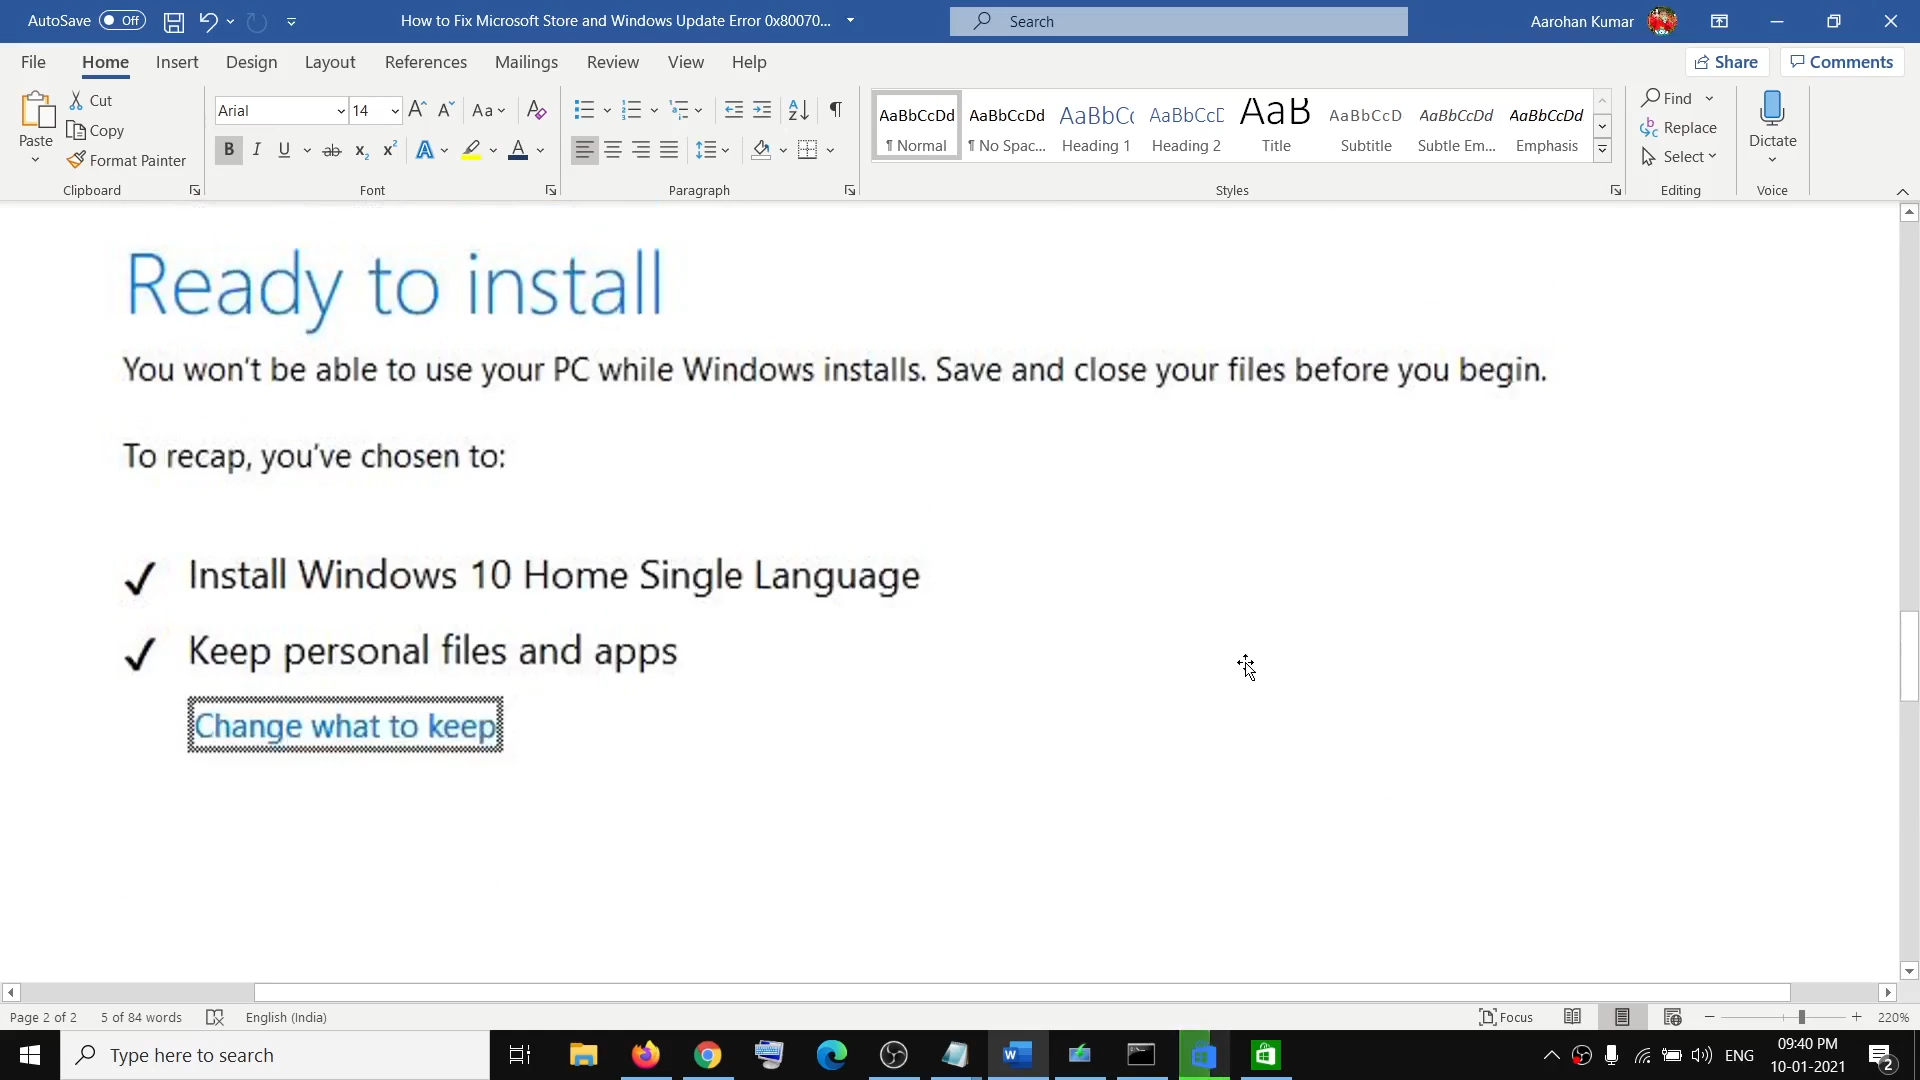 AutoSave Off
How to Fix Microsoft Store and Windows Update Error 0x80070...
Search
Aarohan Kumar
File Home Insert Design Layout References Mailings Review View Help
Share Comments
Paste
Cut
Copy
Format Painter
Clipboard
Arial 14
Font
Paragraph
AaBbCcDd ¶ Normal
AaBbCcDd ¶ No Spac...
AaBbCc Heading 1
AaBbCcD Heading 2
AaB Title
AaBbCcD Subtitle
AaBbCcDd Subtle Em...
AaBbCcDd Emphasis
Styles
Find
Replace
Select
Editing
Dictate
Voice
Ready to install
You won't be able to use your PC while Windows installs. Save and close your files before you begin.
To recap, you've chosen to:
✓ Install Windows 10 Home Single Language
✓ Keep personal files and apps
Change what to keep
Page 2 of 2 5 of 84 words English (India) Focus 220%
Type here to search
ENG
09:40 PM
10-01-2021
2